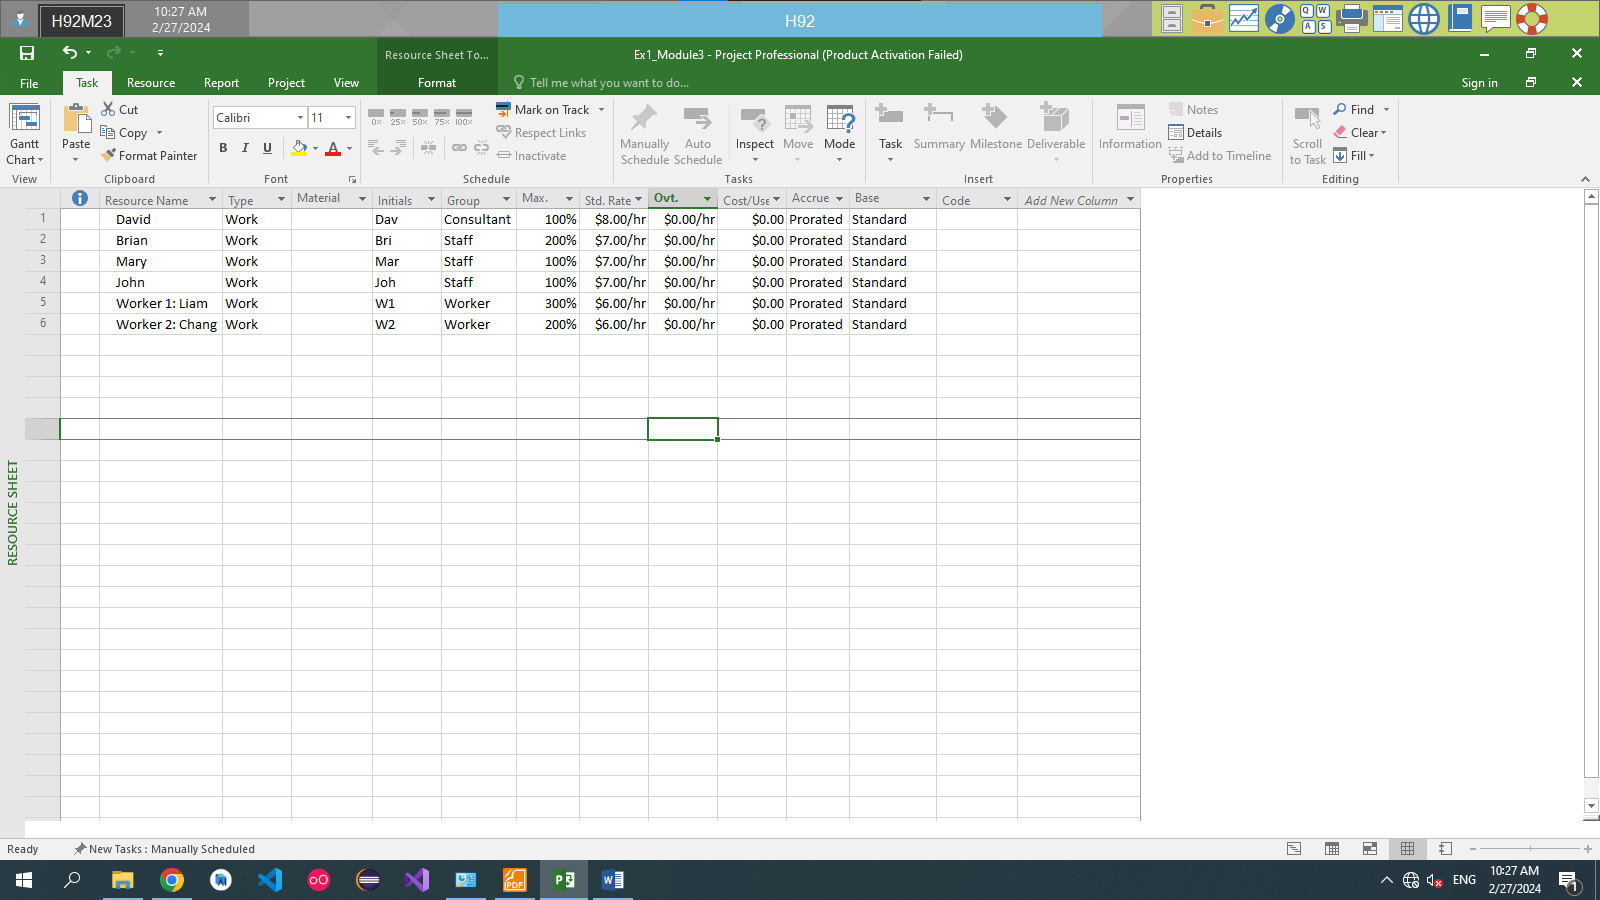 H92M23
10:27 AM
2/27/2024
H92
Q W
A S
Resource Sheet To...
Ex1_Module3 - Project Professional (Product Activation Failed)
File Task Resource Report Project View Format Tell me what you want to do... Sign in
Gantt
Chart
View
Paste
Cut
Copy
Format Painter
Clipboard
Calibri 11
B I U A
Font
0% 25% 50% 75% 100%
Mark on Track
Respect Links
Inactivate
Schedule
Manually
Schedule
Auto
Schedule
Inspect
Move
Mode
Tasks
Task
Summary
Milestone
Deliverable
Insert
Information
Notes
Details
Add to Timeline
Properties
Scroll
to Task
Find
Clear
Fill
Editing
Resource Name Type Material Initials Group Max. Std. Rate Ovt. Cost/Use Accrue Base Code Add New Column
1 David Work Dav Consultant 100% $8.00/hr $0.00/hr $0.00 Prorated Standard
2 Brian Work Bri Staff 200% $7.00/hr $0.00/hr $0.00 Prorated Standard
3 Mary Work Mar Staff 100% $7.00/hr $0.00/hr $0.00 Prorated Standard
4 John Work Joh Staff 100% $7.00/hr $0.00/hr $0.00 Prorated Standard
5 Worker 1: Liam Work W1 Worker 300% $6.00/hr $0.00/hr $0.00 Prorated Standard
6 Worker 2: Chang Work W2 Worker 200% $6.00/hr $0.00/hr $0.00 Prorated Standard
RESOURCE SHEET
Ready New Tasks : Manually Scheduled
PDF
ENG
10:27 AM
2/27/2024
1